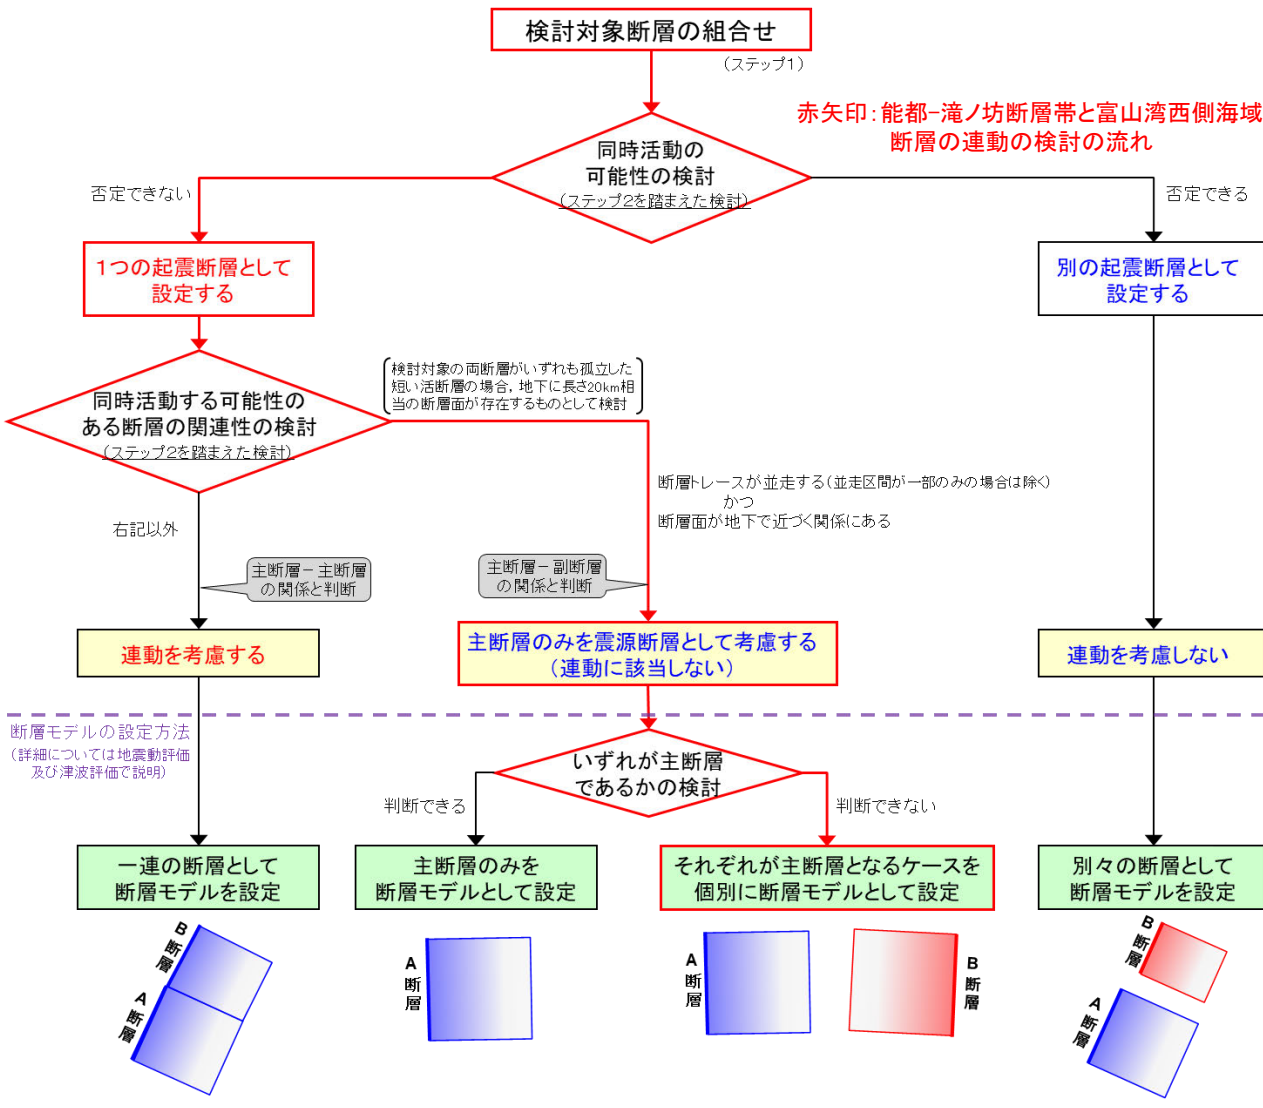 検討対象断層の組合せ
(ステップ1)
赤矢印：能都−滝ノ坊断層帯と富山湾西側海域
断層の連動の検討の流れ
同時活動の
可能性の検討
(ステップ2を踏まえた検討)
否定できない
否定できる
1つの起震断層として
設定する
別の起震断層として
設定する
検討対象の両断層がいずれも孤立した
短い活断層の場合，地下に長さ20km相
当の断層面が存在するものとして検討
同時活動する可能性の
ある断層の関連性の検討
(ステップ2を踏まえた検討)
断層トレースが並走する(並走区間が一部のみの場合は除く)
かつ
断層面が地下で近づく関係にある
右記以外
主断層−主断層
の関係と判断
主断層−副断層
の関係と判断
連動を考慮する
主断層のみを震源断層として考慮する
(連動に該当しない)
連動を考慮しない
断層モデルの設定方法
(詳細については地震動評価
及び津波評価で説明)
いずれが主断層
であるかの検討
判断できる
判断できない
一連の断層として
断層モデルを設定
主断層のみを
断層モデルとして設定
それぞれが主断層となるケースを
個別に断層モデルとして設定
別々の断層として
断層モデルを設定
B断層
A断層
A断層
A断層
B断層
B断層
A断層